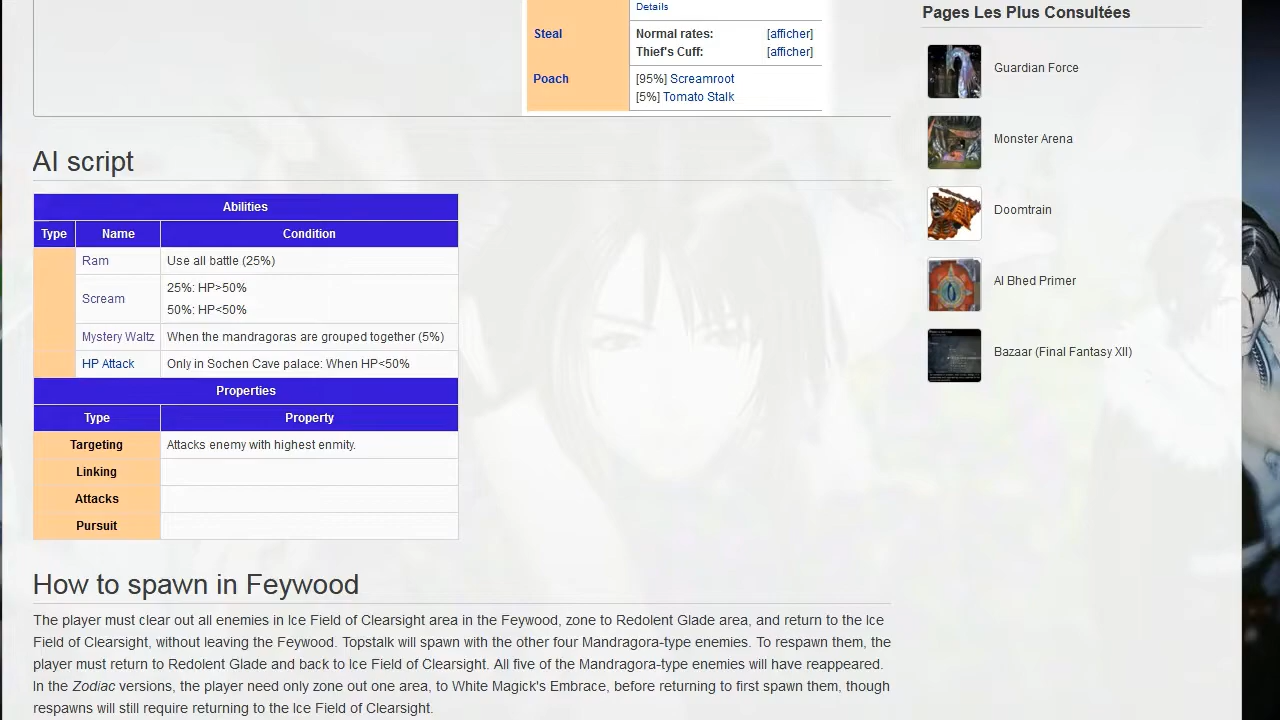 Details
Steal
Normal rates: [afficher]
Thief's Cuff: [afficher]
Poach
[95%] Screamroot
[5%] Tomato Stalk
AI script
Abilities
Type Name Condition
Ram Use all battle (25%)
Scream
25%: HP>50%
50%: HP<50%
Mystery Waltz When the mandragoras are grouped together (5%)
HP Attack Only in Sochen Cave palace: When HP<50%
Properties
Type Property
Targeting Attacks enemy with highest enmity.
Linking
Attacks
Pursuit
How to spawn in Feywood
The player must clear out all enemies in Ice Field of Clearsight area in the Feywood, zone to Redolent Glade area, and return to the Ice
Field of Clearsight, without leaving the Feywood. Topstalk will spawn with the other four Mandragora-type enemies. To respawn them, the
player must return to Redolent Glade and back to Ice Field of Clearsight. All five of the Mandragora-type enemies will have reappeared.
In the Zodiac versions, the player need only zone out one area, to White Magick's Embrace, before returning to first spawn them, though
respawns will still require returning to the Ice Field of Clearsight.
Pages Les Plus Consultées
Guardian Force
Monster Arena
Doomtrain
Al Bhed Primer
Bazaar (Final Fantasy XII)